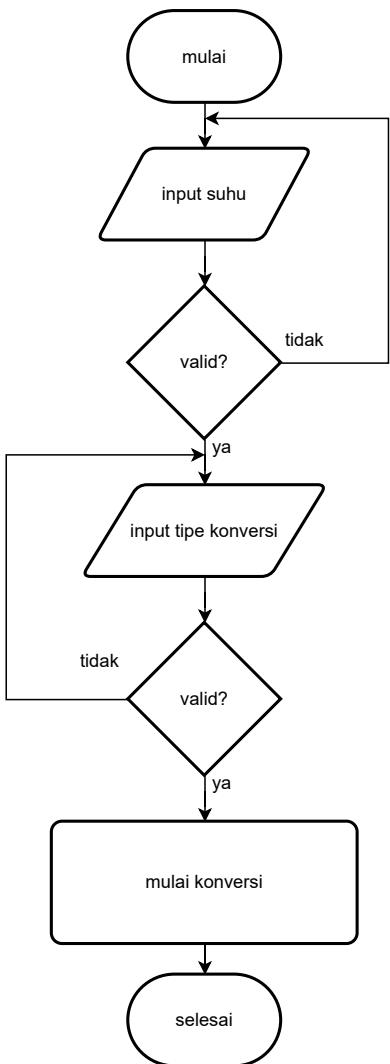 mulai
input suhu
valid?
tidak
ya
input tipe konversi
tidak
valid?
ya
mulai konversi
selesai